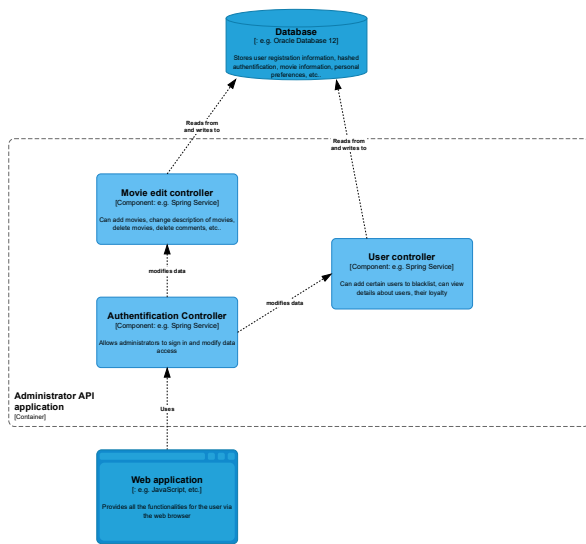 Database
[: e.g. Oracle Database 12]
Stores user registration information, hashed
authentification, movie information, personal
preferences, etc..
Reads from
and writes to
Reads from
and writes to
Movie edit controller
[Component: e.g. Spring Service]
Can add movies, change description of movies,
delete movies, delete comments, etc..
User controller
[Component: e.g. Spring Service]
Can add certain users to blacklist, can view
details about users, their loyalty
modifies data
modifies data
Authentification Controller
[Component: e.g. Spring Service]
Allows administrators to sign in and modify data
access
Administrator API
application
[Container]
Uses
Web application
[: e.g. JavaScript, etc.]
Provides all the functionalities for the user via
the web browser